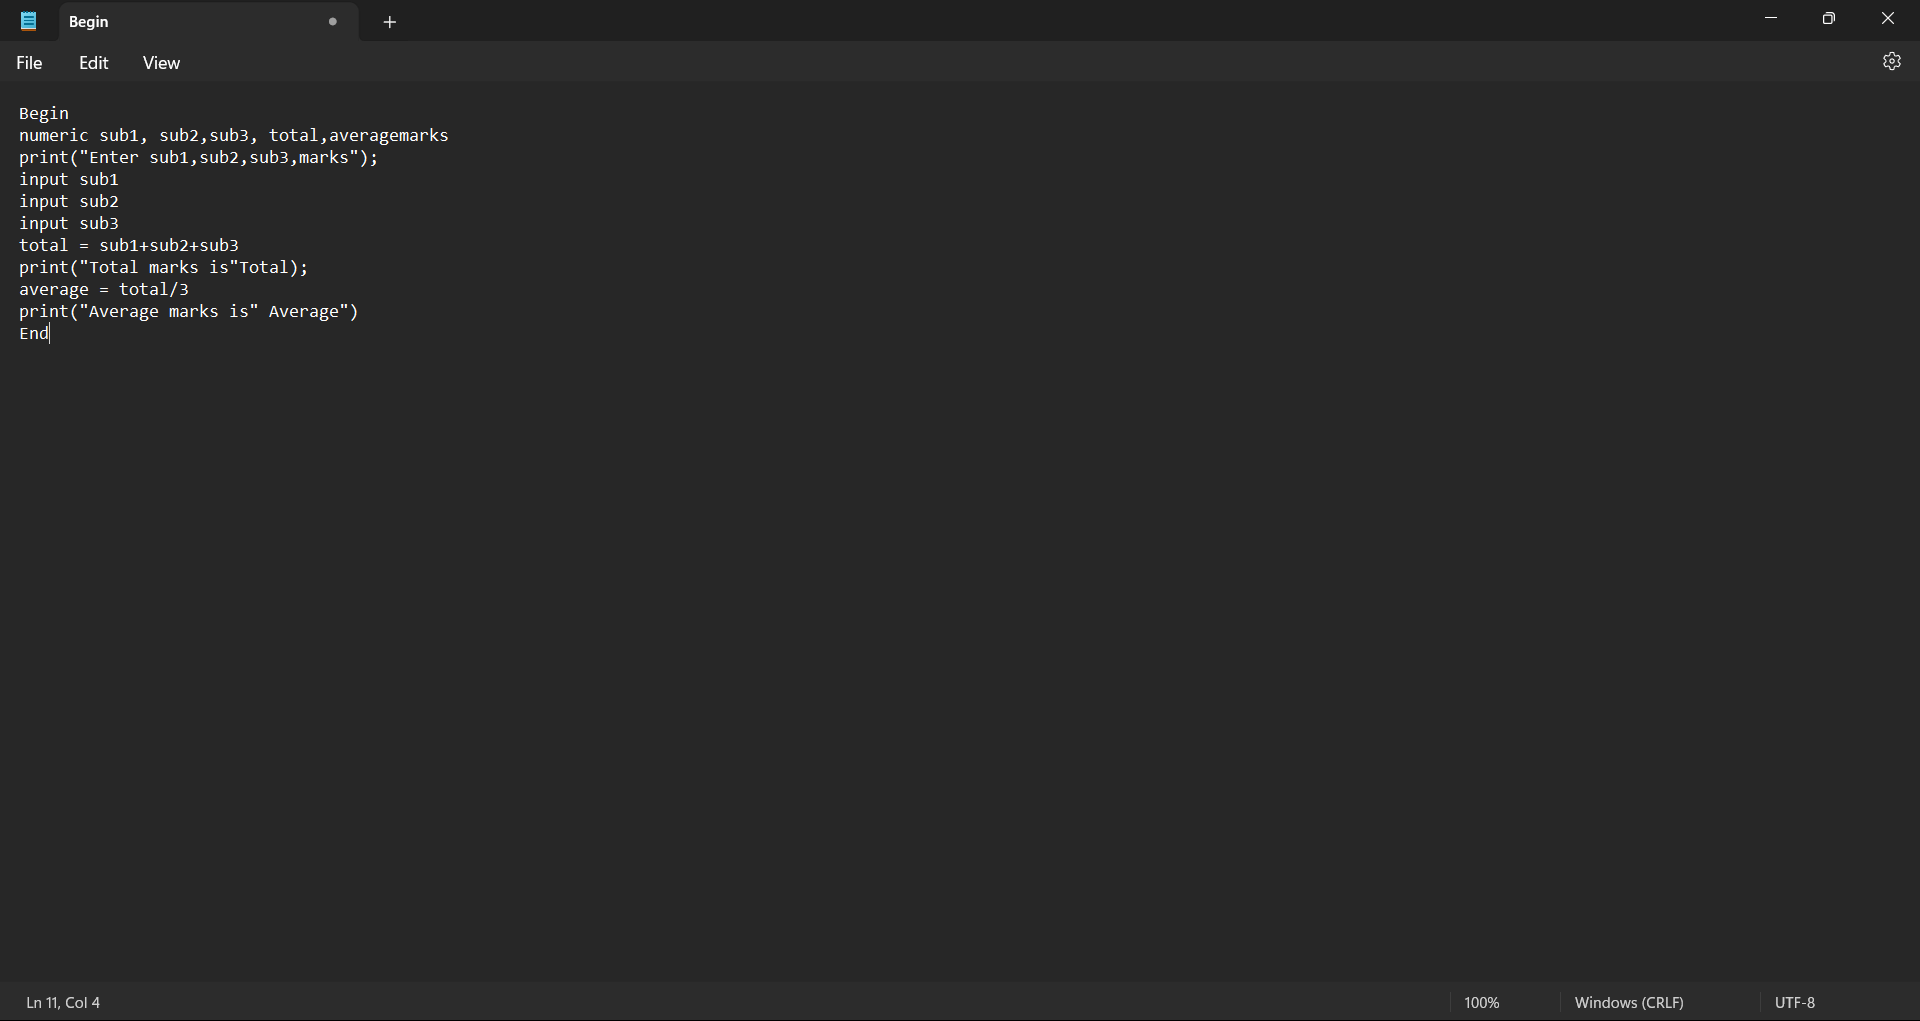 Begin
File Edit View
Begin
numeric sub1, sub2,sub3, total,averagemarks
print("Enter sub1,sub2,sub3,marks");
input sub1
input sub2
input sub3
total = sub1+sub2+sub3
print("Total marks is"Total);
average = total/3
print("Average marks is" Average")
End
Ln 11, Col 4 100% Windows (CRLF) UTF-8